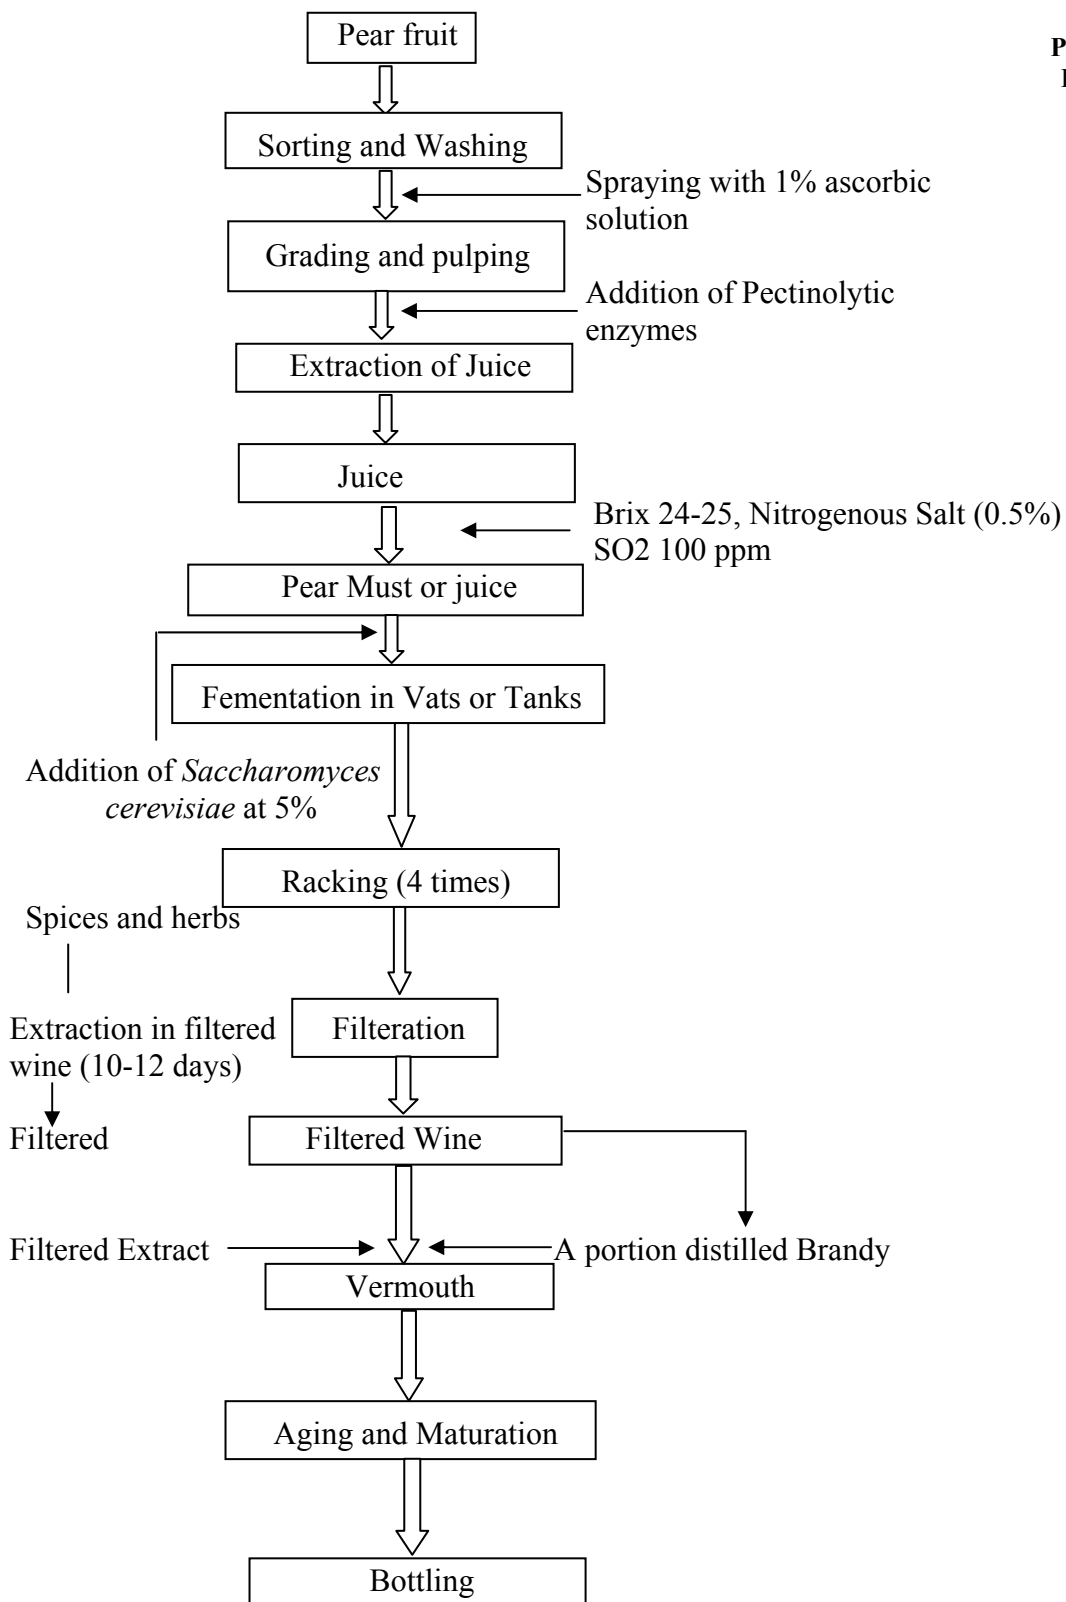 Pear fruit
P
Sorting and Washing
Spraying with 1% ascorbic
solution
Grading and pulping
Addition of Pectinolytic
enzymes
Extraction of Juice
Juice
Brix 24-25, Nitrogenous Salt (0.5%)
SO2 100 ppm
Pear Must or juice
Fementation in Vats or Tanks
Addition of Saccharomyces
cerevisiae at 5%
Racking (4 times)
Spices and herbs
Extraction in filtered
wine (10-12 days)
Filteration
Filtered
Filtered Wine
Filtered Extract
A portion distilled Brandy
Vermouth
Aging and Maturation
Bottling